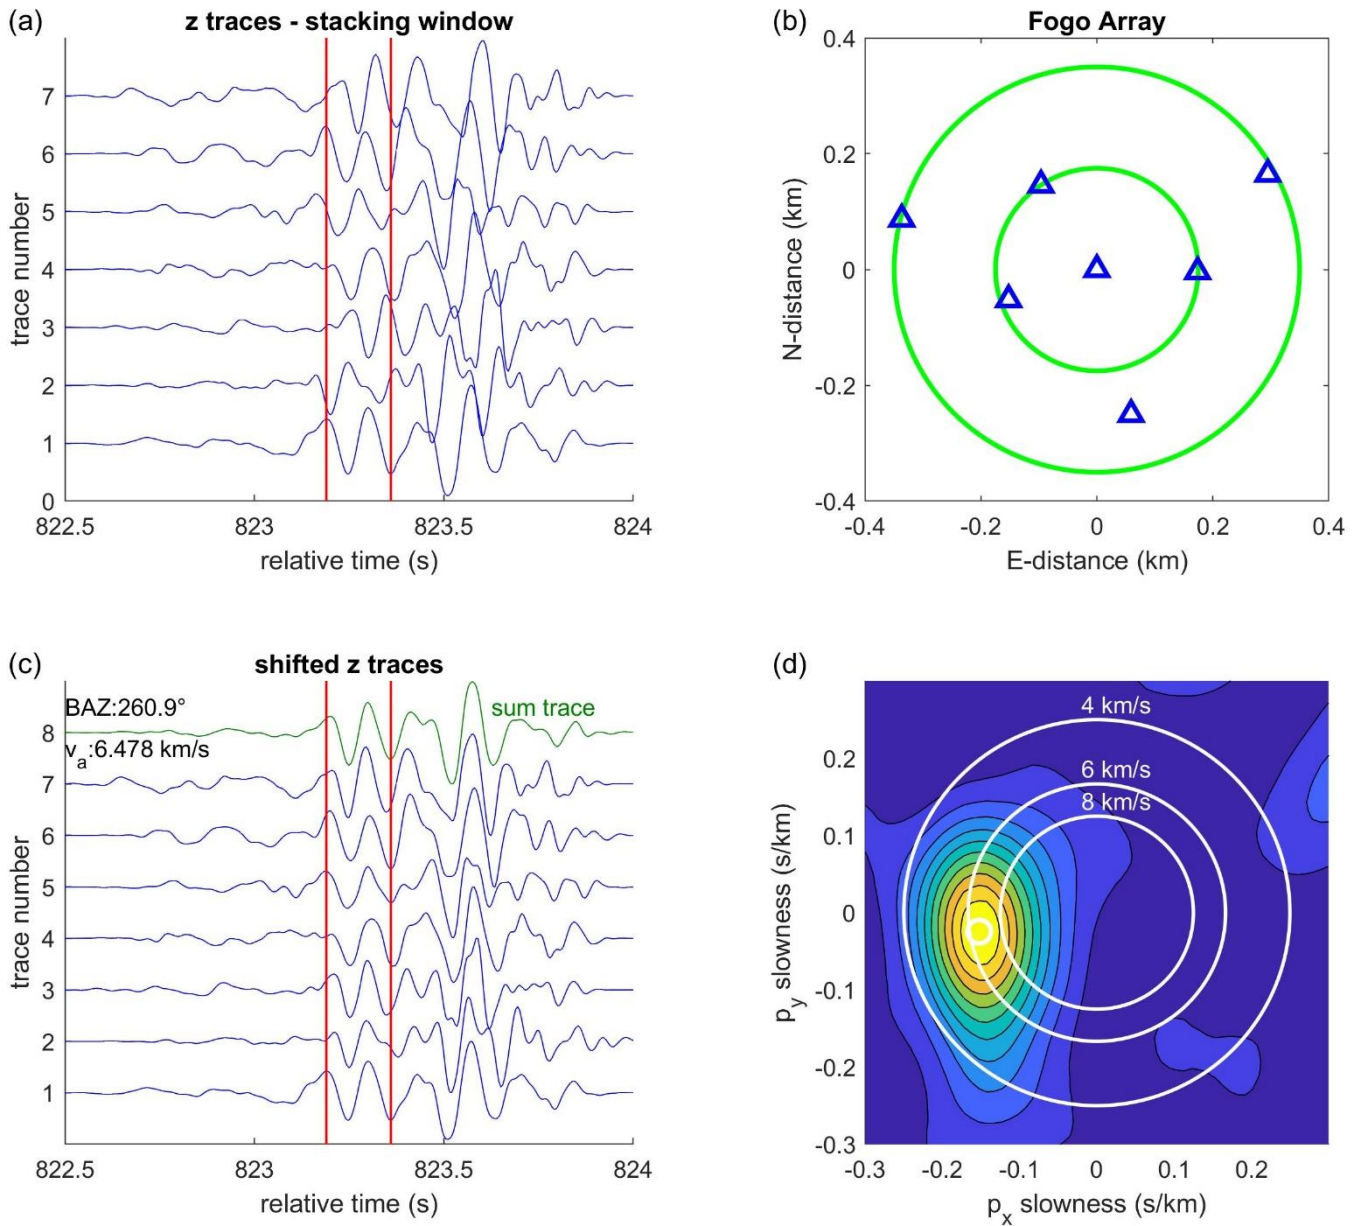 (a)
z traces - stacking window
trace number
7
6
5
4
3
2
1
0
822.5
823
823.5
824
relative time (s)
(b)
Fogo Array
N-distance (km)
0.4
0.2
0
-0.2
-0.4
-0.4
-0.2
0
0.2
0.4
E-distance (km)
(c)
shifted z traces
BAZ:260.9°
v_a:6.478 km/s
sum trace
trace number
8
7
6
5
4
3
2
1
822.5
823
823.5
824
relative time (s)
(d)
4 km/s
6 km/s
8 km/s
p_y slowness (s/km)
0.2
0.1
0
-0.1
-0.2
-0.3
-0.3
-0.2
-0.1
0
0.1
0.2
p_x slowness (s/km)